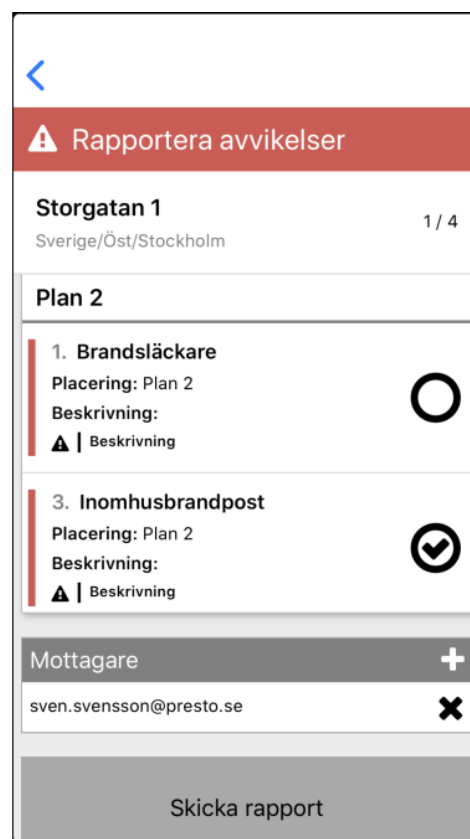 Rapportera avvikelser
Storgatan 1
1 / 4
Sverige/Öst/Stockholm
Plan 2
1. Brandsläckare
Placering: Plan 2
Beskrivning:
Beskrivning
3. Inomhusbrandpost
Placering: Plan 2
Beskrivning:
Beskrivning
Mottagare
sven.svensson@presto.se
Skicka rapport